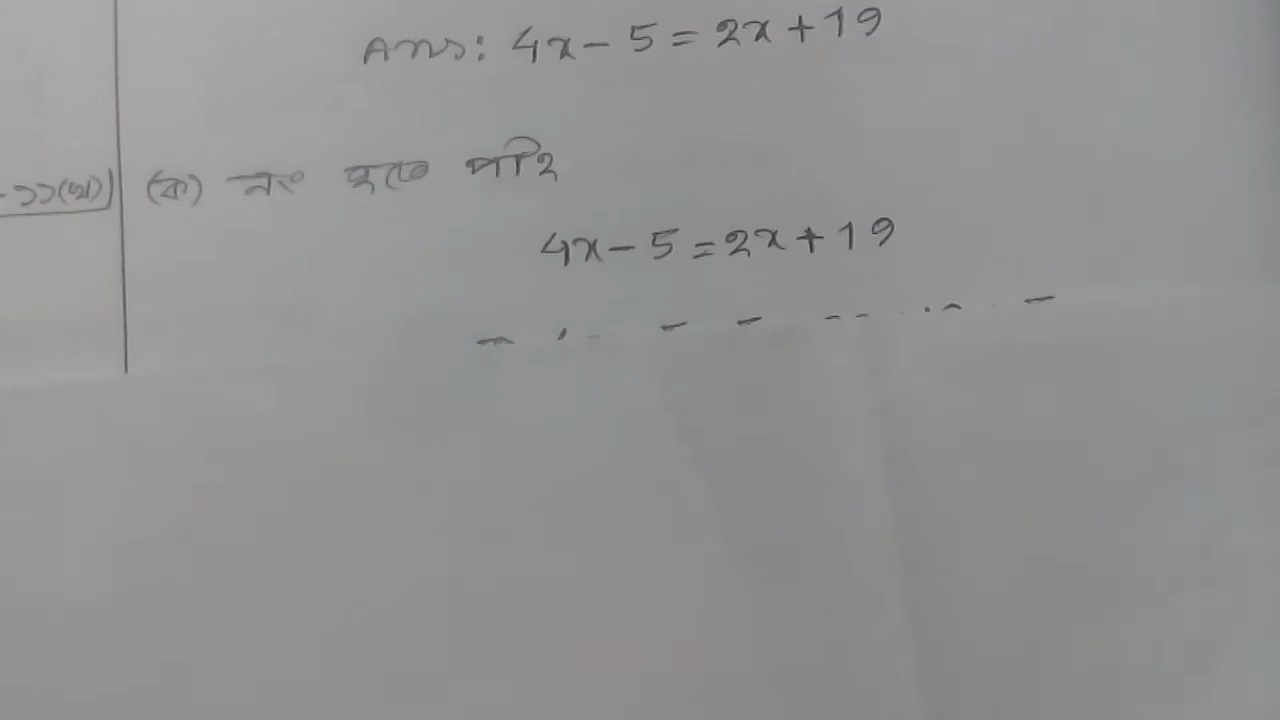 Ans: 4x - 5 = 2x + 19
১১(খ) (ক) নং হতে পাই
4x - 5 = 2x + 19